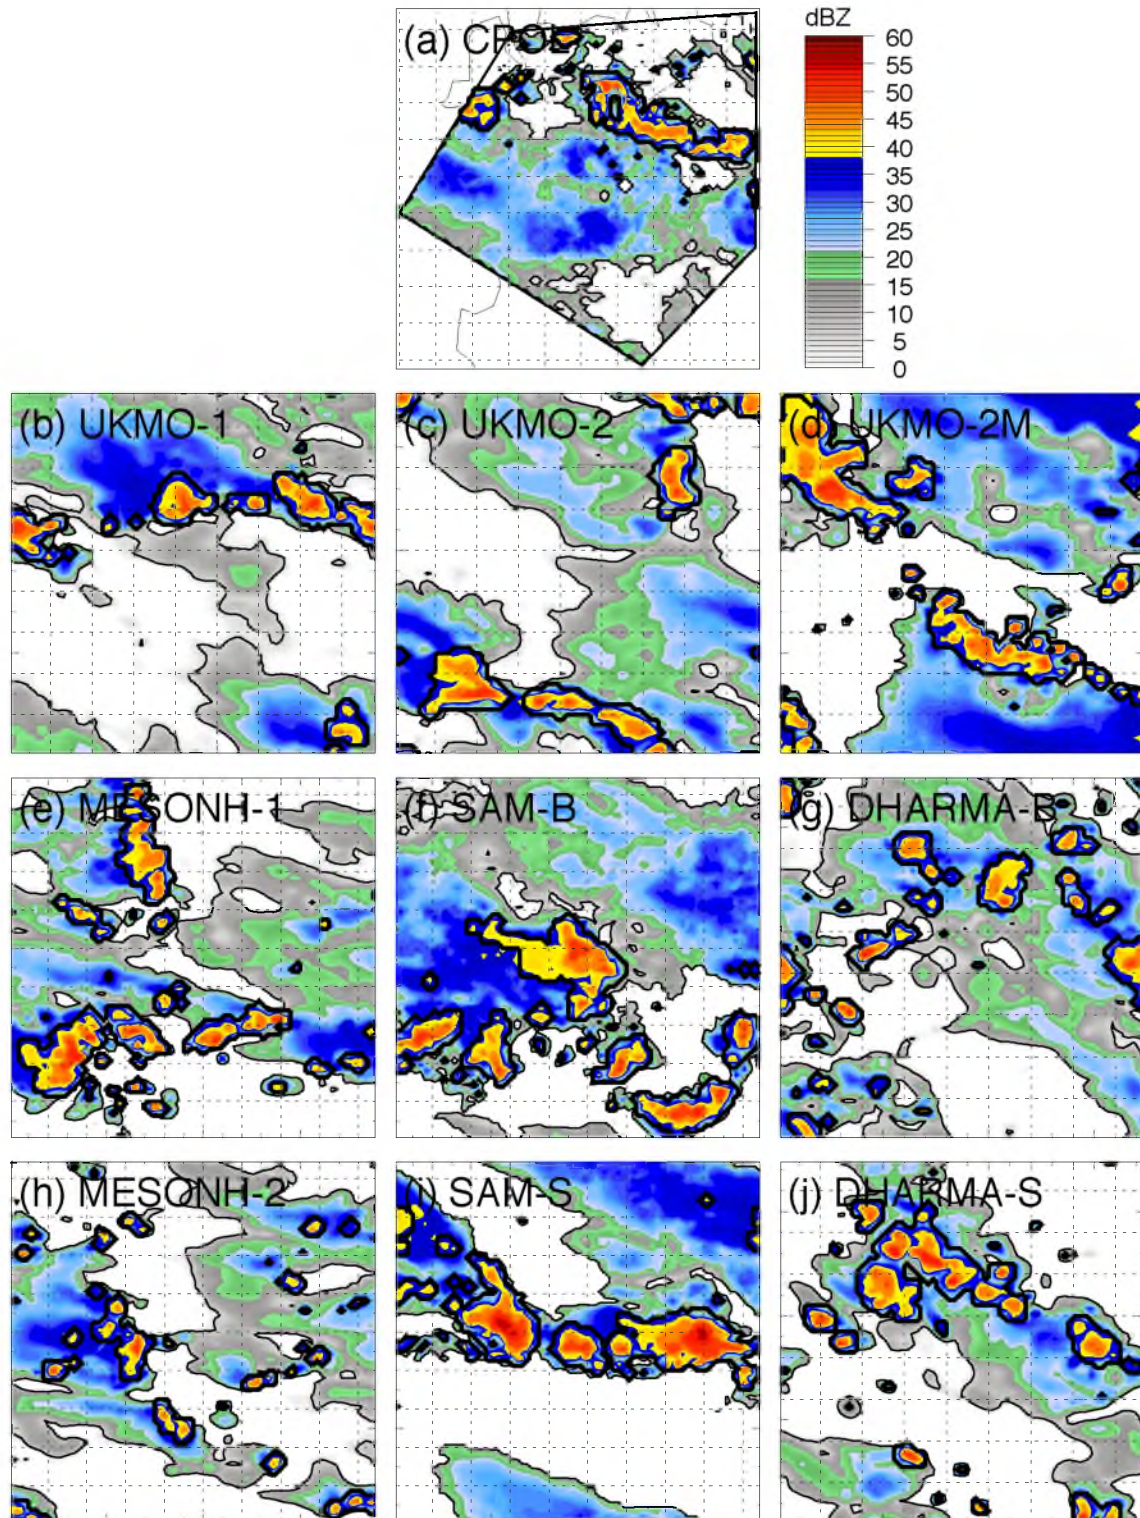 (a) CPOL
dBZ
60
55
50
45
40
35
30
25
20
15
10
5
0
(b) UKMO-1
(c) UKMO-2
(d) UKMO-2M
(e) MESONH-1
(f) SAM-B
(g) DHARMA-B
(h) MESONH-2
(i) SAM-S
(j) DHARMA-S